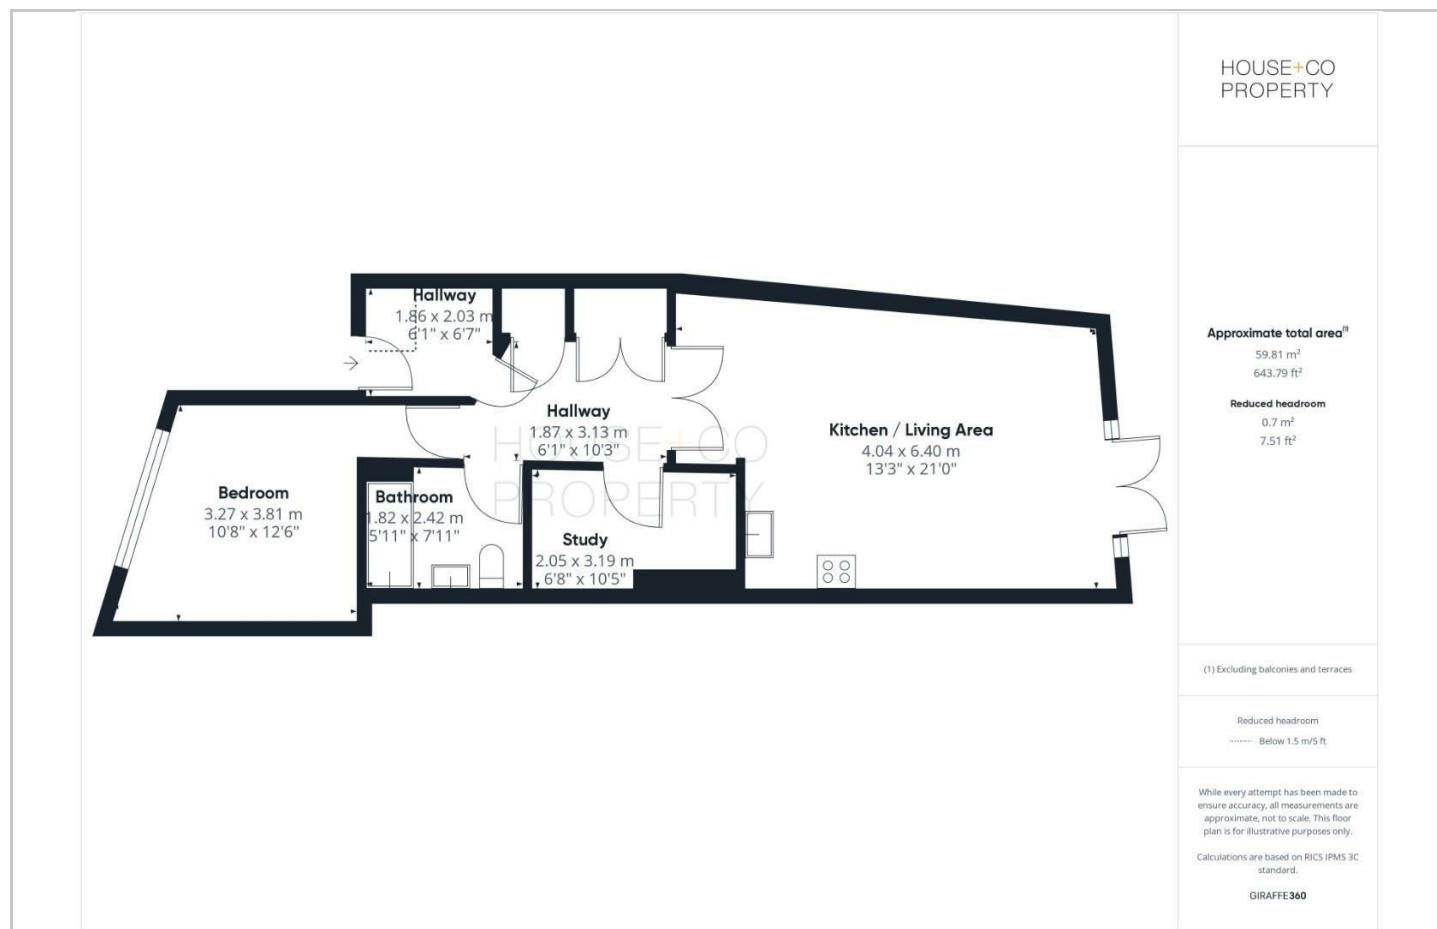 HOUSE+CO
PROPERTY
Hallway
1.86 x 2.03 m
6'1" x 6'7"
Hallway
1.87 x 3.13 m
6'1" x 10'3"
Kitchen / Living Area
4.04 x 6.40 m
13'3" x 21'0"
Bedroom
3.27 x 3.81 m
10'8" x 12'6"
Bathroom
1.82 x 2.42 m
5'11" x 7'11"
Study
2.05 x 3.19 m
6'8" x 10'5"
HOUSE+CO
PROPERTY
Approximate total area(1)
59.81 m²
643.79 ft²
Reduced headroom
0.7 m²
7.51 ft²
(1) Excluding balconies and terraces
Reduced headroom
Below 1.5 m/5 ft
While every attempt has been made to
ensure accuracy, all measurements are
approximate, not to scale. This floor
plan is for illustrative purposes only.
Calculations are based on RICS IPMS 3C
standard.
GIRAFFE360